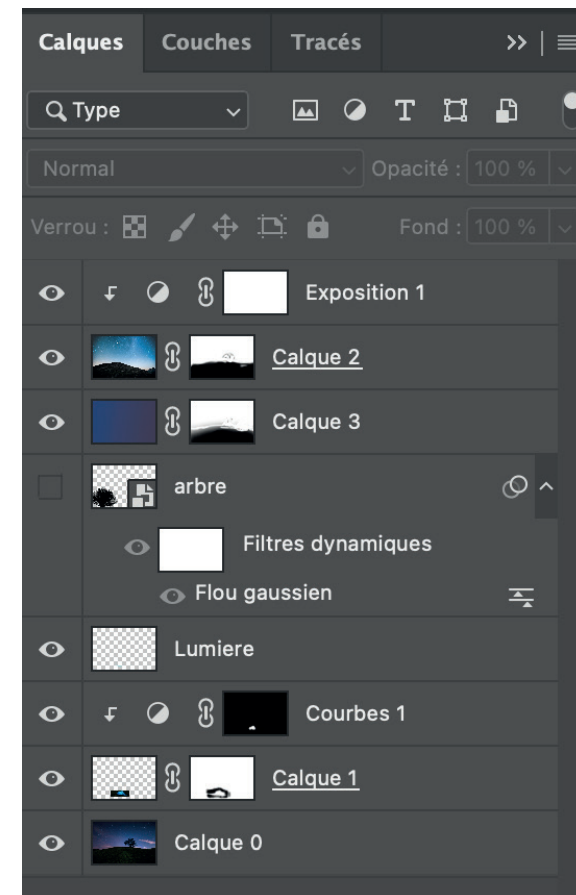 Calques Couches Tracés
Type
Normal Opacité : 100 %
Verrou : Fond : 100 %
Exposition 1
Calque 2
Calque 3
arbre
Filtres dynamiques
Flou gaussien
Lumiere
Courbes 1
Calque 1
Calque 0